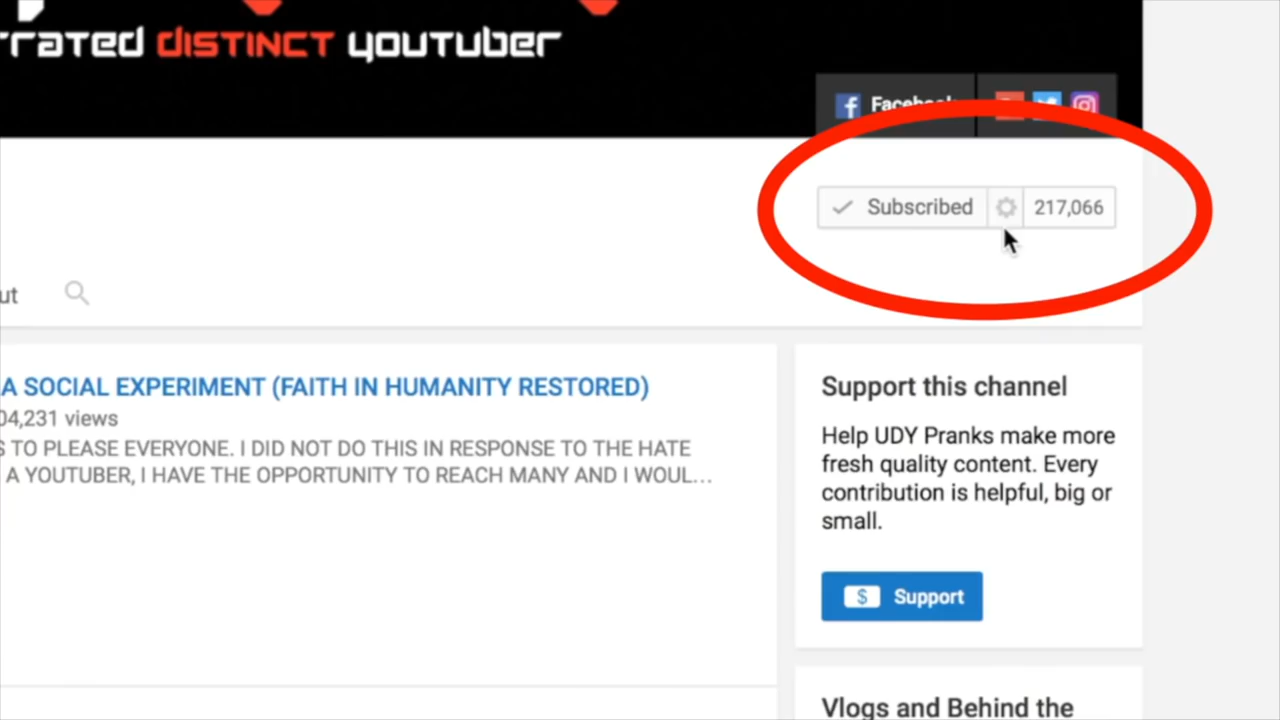 rrated distinct youtuber
Facebook
Subscribed 217,066
ut
A SOCIAL EXPERIMENT (FAITH IN HUMANITY RESTORED)
04,231 views
S TO PLEASE EVERYONE. I DID NOT DO THIS IN RESPONSE TO THE HATE
A YOUTUBER, I HAVE THE OPPORTUNITY TO REACH MANY AND I WOUL...
Support this channel
Help UDY Pranks make more
fresh quality content. Every
contribution is helpful, big or
small.
$ Support
Vlogs and Behind the